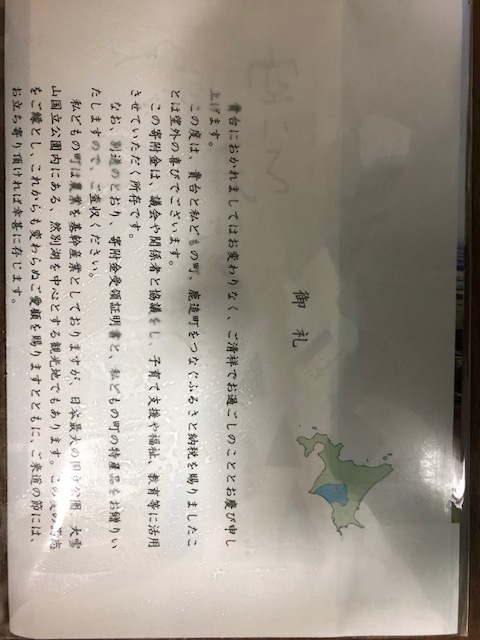 御礼
貴台におかれましてはお変わりなく、ご清祥でお過ごしのこととお慶び申し
上げます。
この度は、貴台と私どもの町、鹿追町をつなぐふるさと納税を賜りましたこ
とは望外の喜びでございます。
この寄附金は、議会や関係者と協議をし、子育て支援や福祉、教育等に活用
させていただく所存です。
なお、別送のとおり、寄附金受領証明書と、私どもの町の特産品をお贈りい
たしますので、ご査収ください。
私どもの町は農業を基幹産業としておりますが、日本最大の国立公園 大雪
山国立公園内にある、然別湖を中心とする観光地でもあります。この度のご
をご縁とし、これからも変わらぬご愛顧を賜りますとともに、ご来道の節には、
お立ち寄り頂ければ幸甚に存じます。